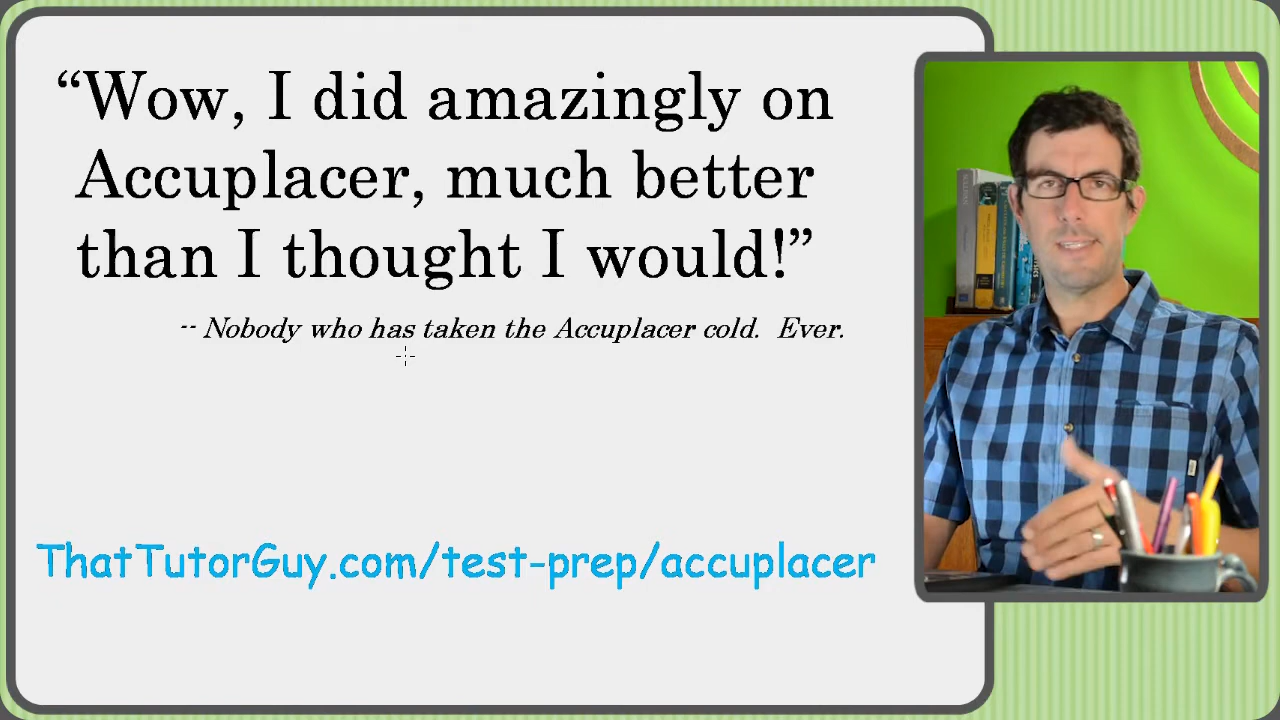 “Wow, I did amazingly on
Accuplacer, much better
than I thought I would!”
-- Nobody who has taken the Accuplacer cold.  Ever.
ThatTutorGuy.com/test-prep/accuplacer